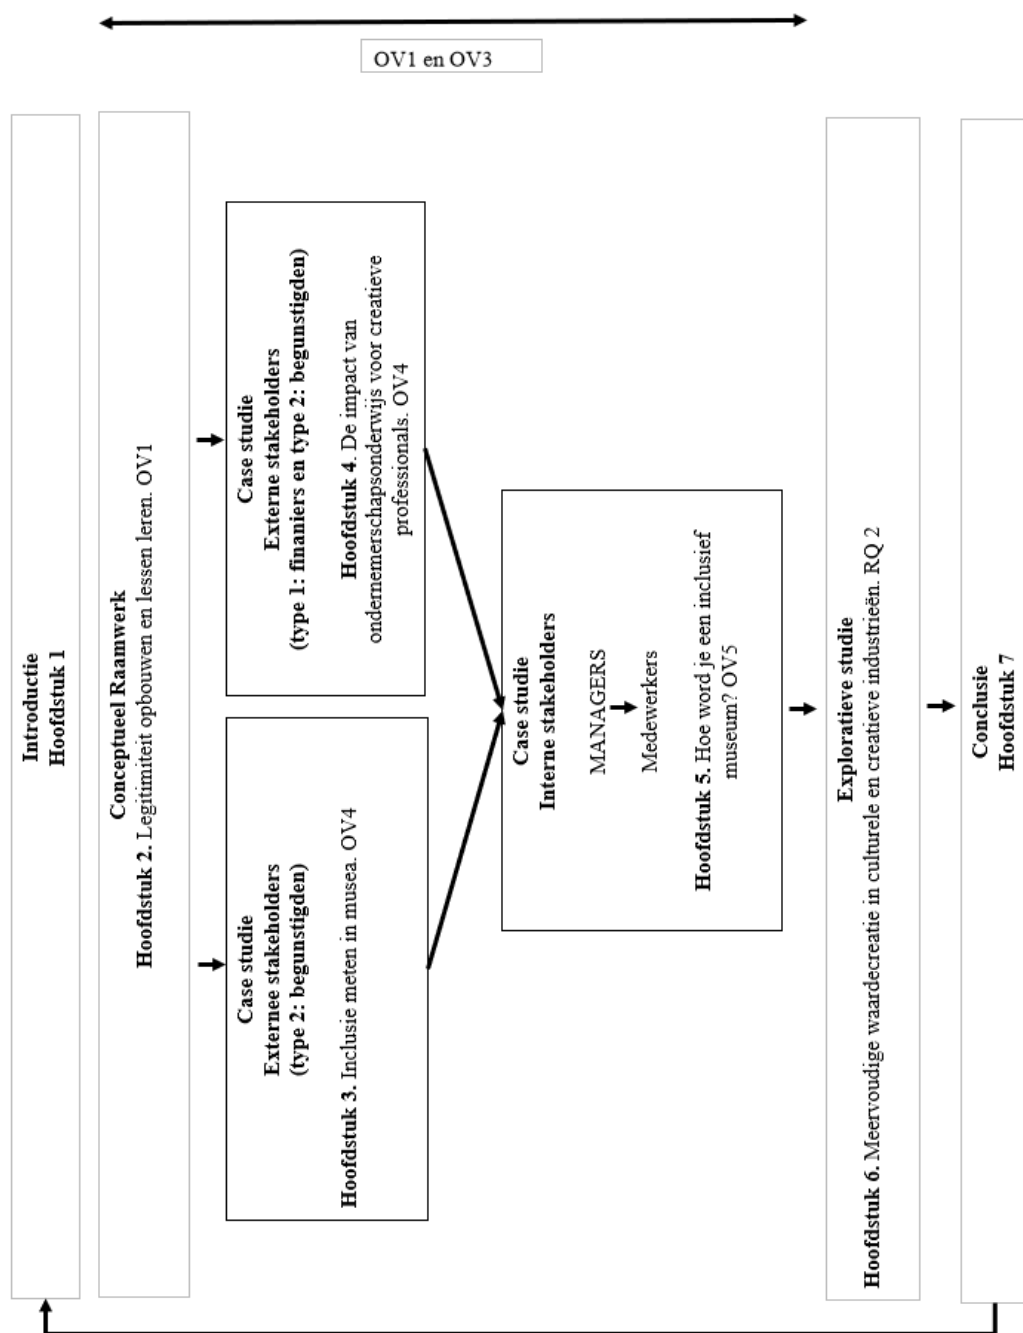 OV1 en OV3
Introductie
Hoofdstuk 1
Conceptueel Raamwerk
Hoofdstuk 2. Legitimiteit opbouwen en lessen leren. OV1
Case studie
Externee stakeholders
(type 2: begunstigden)
Hoofdstuk 3. Inclusie meten in musea. OV4
Case studie
Externe stakeholders
(type 1: finaniers en type 2: begunstigden)
Hoofdstuk 4. De impact van
ondernemerschapsonderwijs voor creatieve
professionals. OV4
Case studie
Interne stakeholders
MANAGERS
Medewerkers
Hoofdstuk 5. Hoe word je een inclusief
museum? OV5
Exploratieve studie
Hoofdstuk 6. Meervoudige waardecreatie in culturele en creatieve industrieën. RQ 2
Conclusie
Hoofdstuk 7